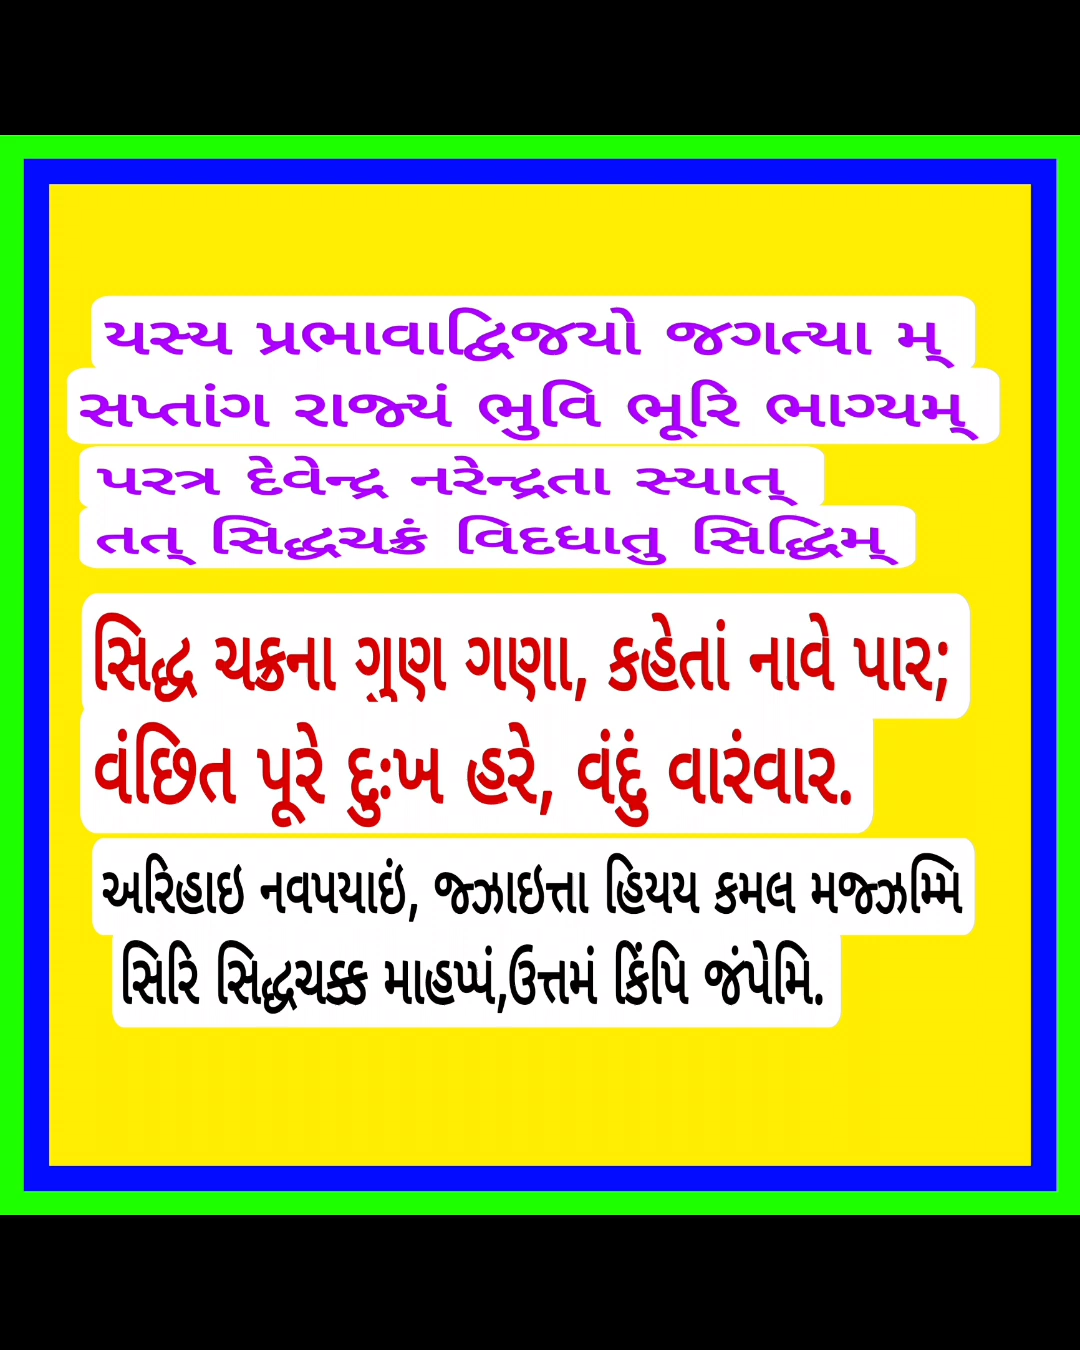 યસ્ય પ્રભાવાદ્વિજયો જગત્યા મ્
સપ્તાંગ રાજ્યં ભુવિ ભૂરિ ભાગ્યમ્
પરત્ર દેવેન્દ્ર નરેન્દ્રતા સ્યાત્
તત્ સિદ્ધચક્રં વિદધાતુ સિદ્ધિમ્
સિદ્ધ ચક્રના ગુણ ગણા, કહેતાં નાવે પાર;
વંછિત પૂરે દુઃખ હરે, વંદું વારંવાર.
અરિહાઇ નવપયાઇં, જ્ઝાઇત્તા હિયય કમલ મજ્ઝમ્મિ
સિરિ સિદ્ધચક્ક માહપ્પં,ઉત્તમં કિંપિ જંપેમિ.